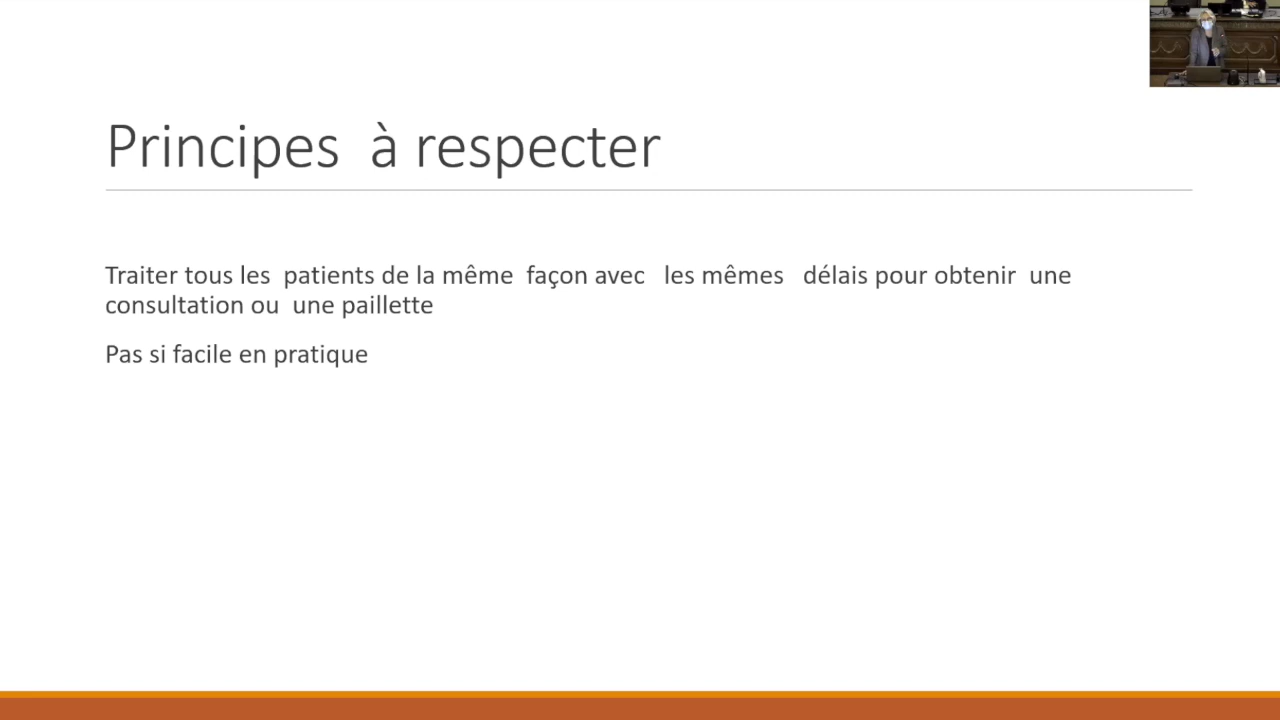 Principes à respecter
Traiter tous les patients de la même façon avec les mêmes délais pour obtenir une
consultation ou une paillette
Pas si facile en pratique